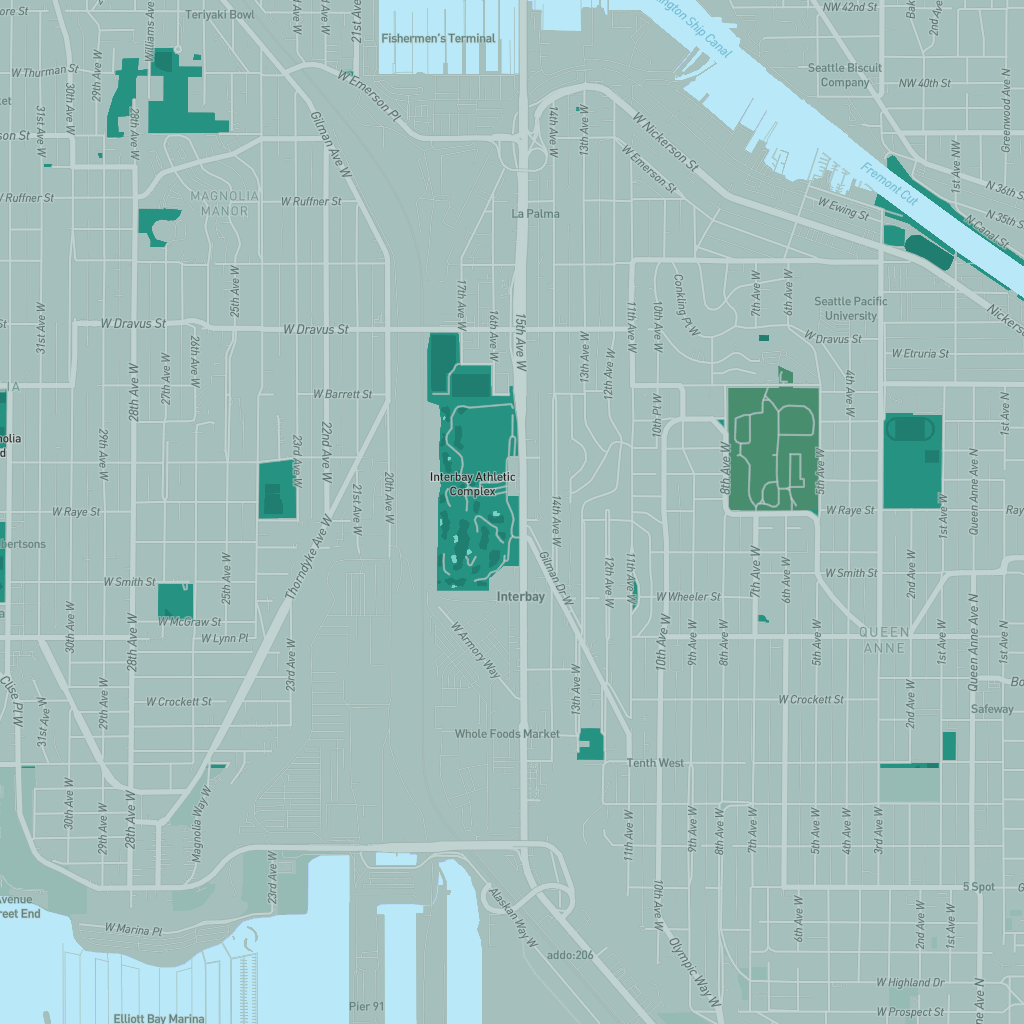 Teriyaki Bowl
Fishermen's Terminal
NW 42nd St
Seattle Biscuit
Company
NW 40th St
W Thurman St
W Emerson Pl
W Nickerson St
W Emerson St
Gilman Ave W
Williams Ave
21st Ave
29th Ave W
30th Ave W
31st Ave W
28th Ave W
14th Ave W
13th Ave W
2nd Ave
Greenwood Ave N
1st Ave NW
N 36th S
N 35th S
N Canal St
Fremont Cut
Ship Canal
W Ewing St
W Ruffner St
MAGNOLIA
MANOR
W Ruffner St
La Palma
25th Ave W
17th Ave W
16th Ave W
15th Ave W
11th Ave W
10th Ave W
Conkling Pl W
7th Ave W
6th Ave W
Seattle Pacific
University
Nickerson
31st Ave W
W Dravus St
W Dravus St
W Dravus St
W Etruria St
26th Ave W
27th Ave W
28th Ave W
W Barrett St
13th Ave W
12th Ave W
10th Pl W
4th Ave W
1st Ave N
29th Ave W
23rd Ave W
22nd Ave W
20th Ave W
21st Ave W
Interbay Athletic
Complex
8th Ave W
5th Ave W
Queen Anne Ave N
1st Ave W
W Raye St
W Raye St
14th Ave W
Thorndyke Ave W
W Smith St
25th Ave W
Gilman Dr W
12th Ave W
11th Ave W
7th Ave W
6th Ave W
W Smith St
2nd Ave W
Interbay
W Wheeler St
W McGraw St
W Lynn Pl
30th Ave W
28th Ave W
23rd Ave W
W Armory Way
10th Ave W
9th Ave W
8th Ave W
5th Ave W
QUEEN
ANNE
1st Ave W
Queen Anne Ave N
1st Ave N
Clise Pl W
29th Ave W
31st Ave W
W Crockett St
13th Ave W
W Crockett St
2nd Ave W
Safeway
Whole Foods Market
Tenth West
30th Ave W
29th Ave W
28th Ave W
Magnolia Way W
11th Ave W
9th Ave W
8th Ave W
7th Ave W
5th Ave W
4th Ave W
3rd Ave W
23rd Ave W
5 Spot
10th Ave W
6th Ave W
2nd Ave W
1st Ave W
Alaskan Way W
W Marina Pl
addo:206
Olympic Way W
W Highland Dr
W Prospect St
Pier 91
Elliott Bay Marina